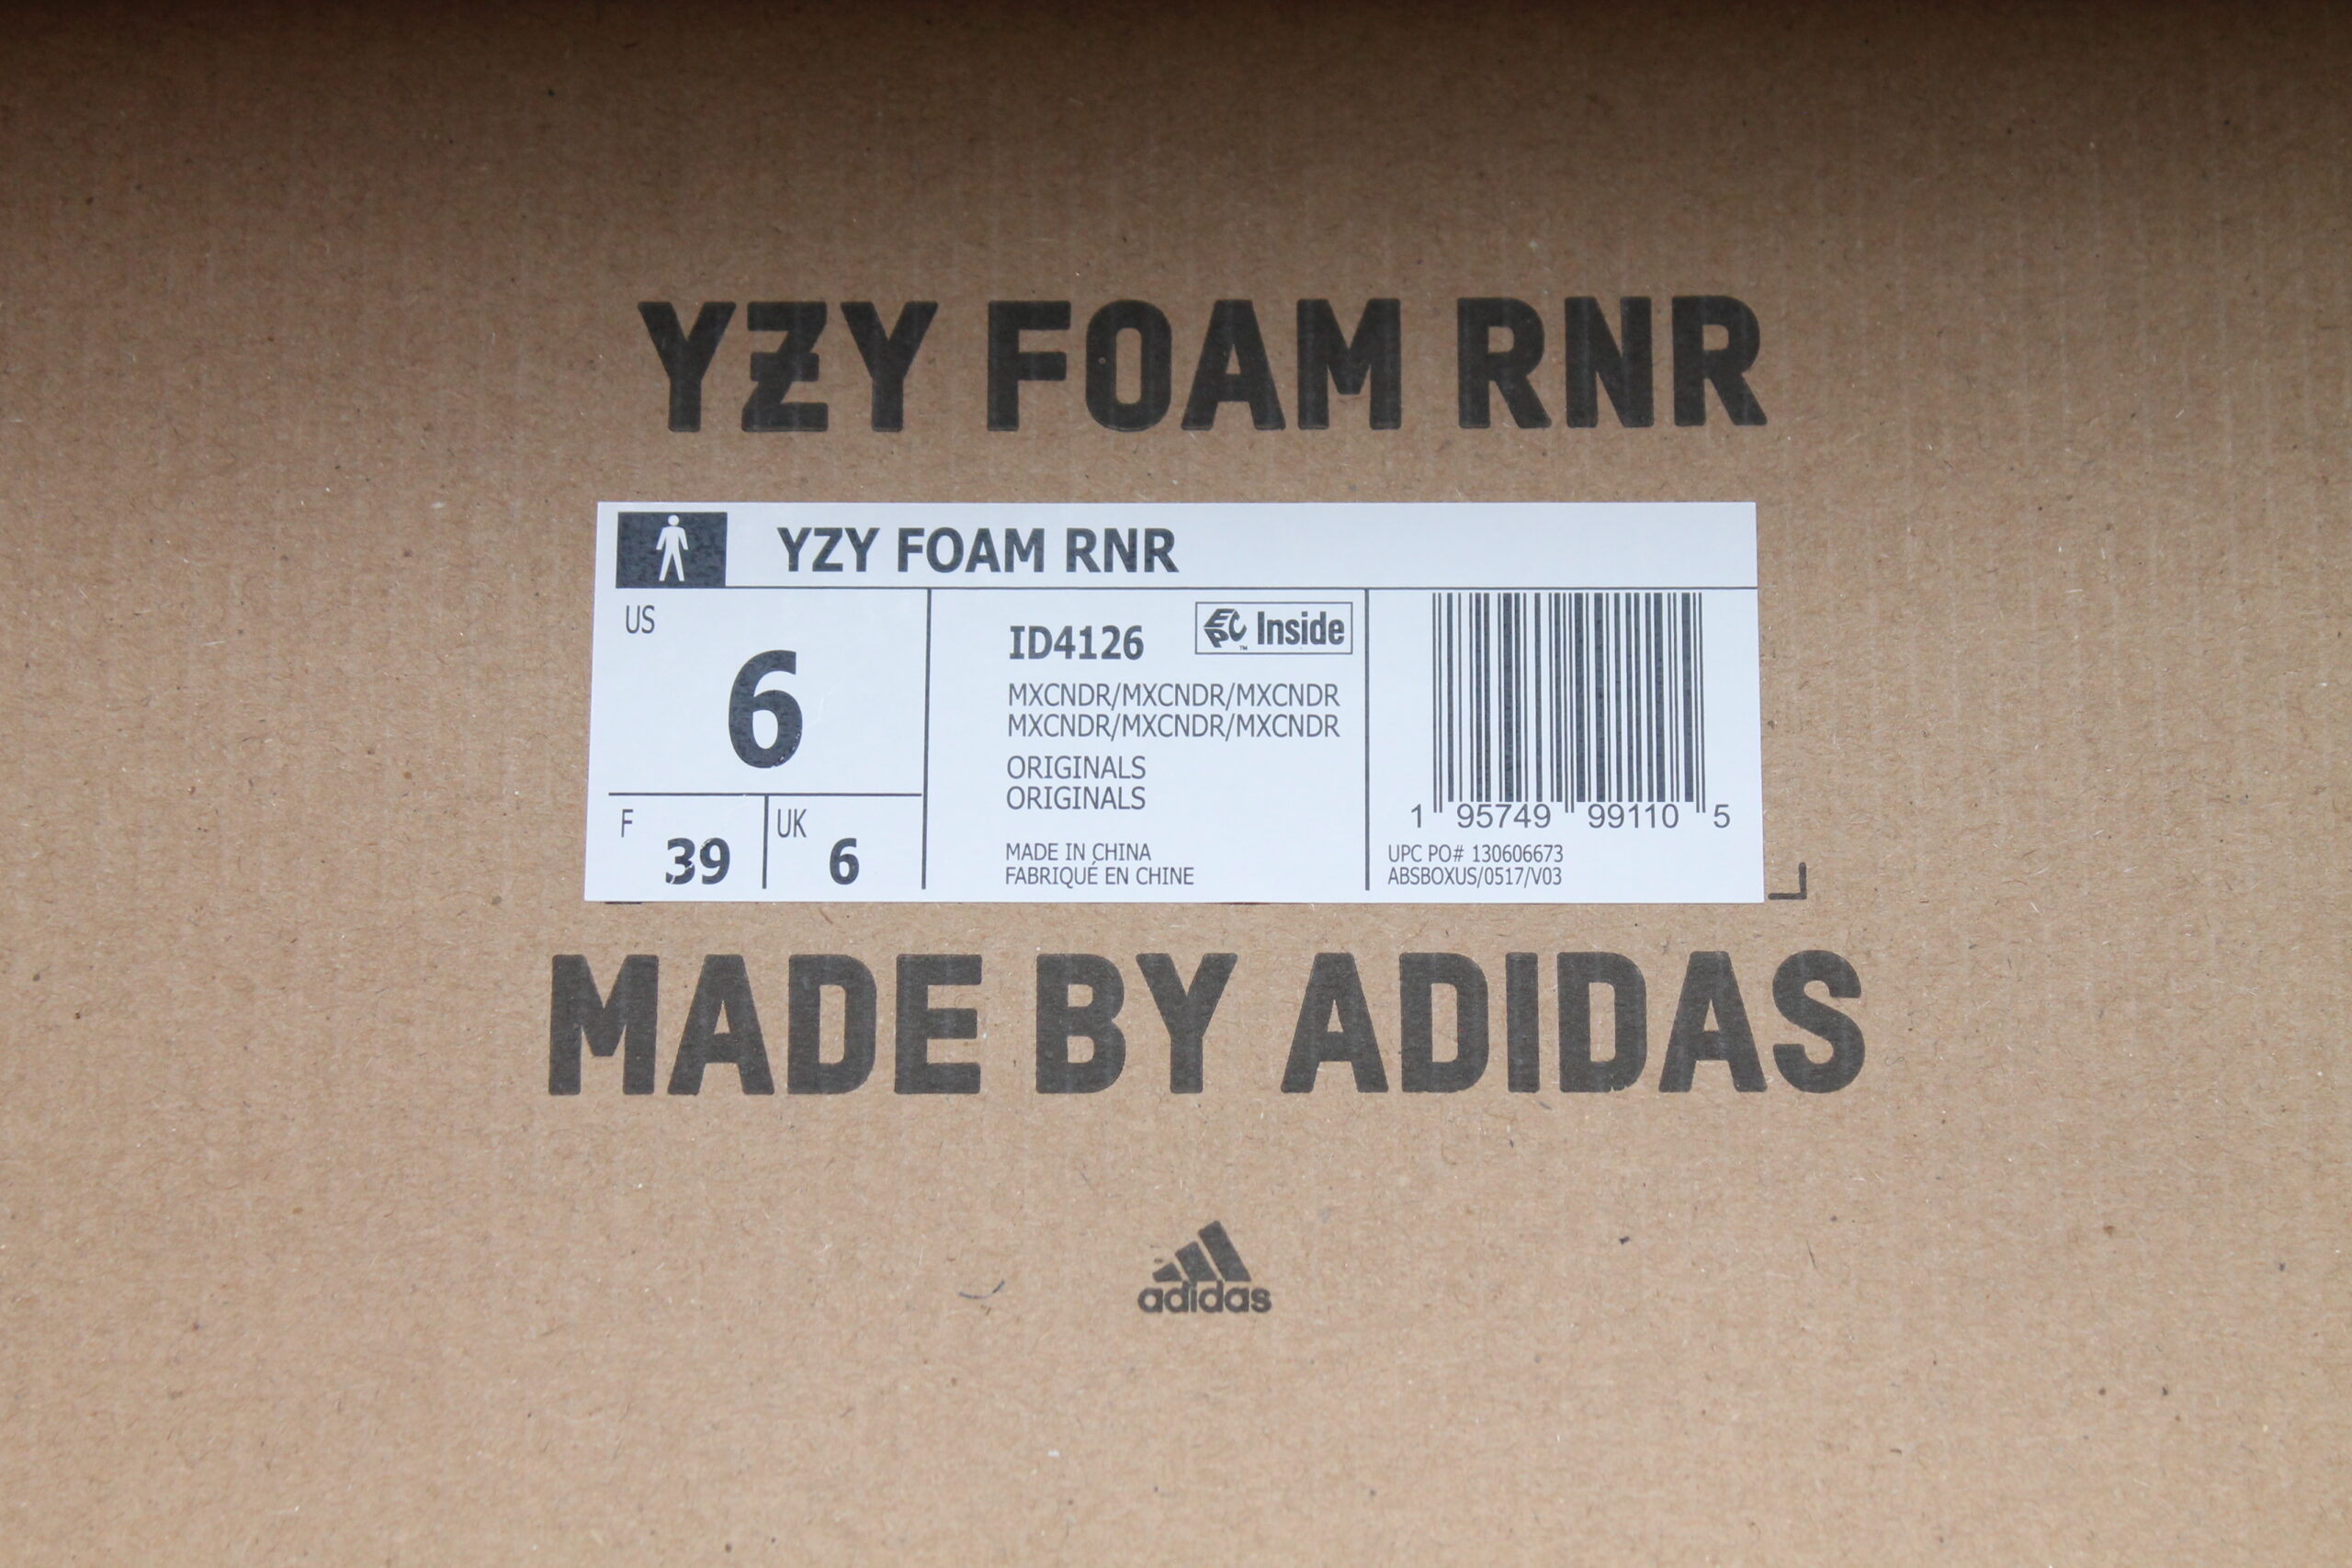 YZY FOAM RNR
YZY FOAM RNR
US
6
F 39
UK 6
ID4126
EPC Inside
™
MXCNDR/MXCNDR/MXCNDR
MXCNDR/MXCNDR/MXCNDR
ORIGINALS
ORIGINALS
MADE IN CHINA
FABRIQUÉ EN CHINE
1 95749 99110 5
UPC PO# 130606673
ABSBOXUS/0517/V03
MADE BY ADIDAS
adidas